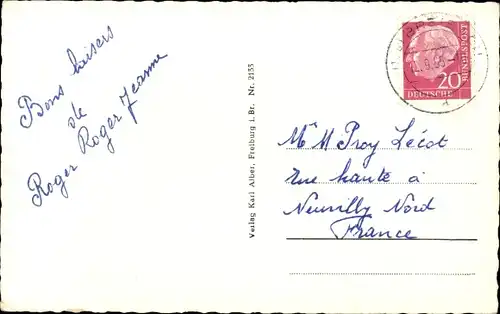 Bons baisers
de
Roger Roger Jeanne
Verlag Karl Alber, Freiburg i. Br. Nr. 2155
20
DEUTSCHE
BUNDESPOST
Mr M Proy Lécot
Rue haute à
Neuvilly Nord
France